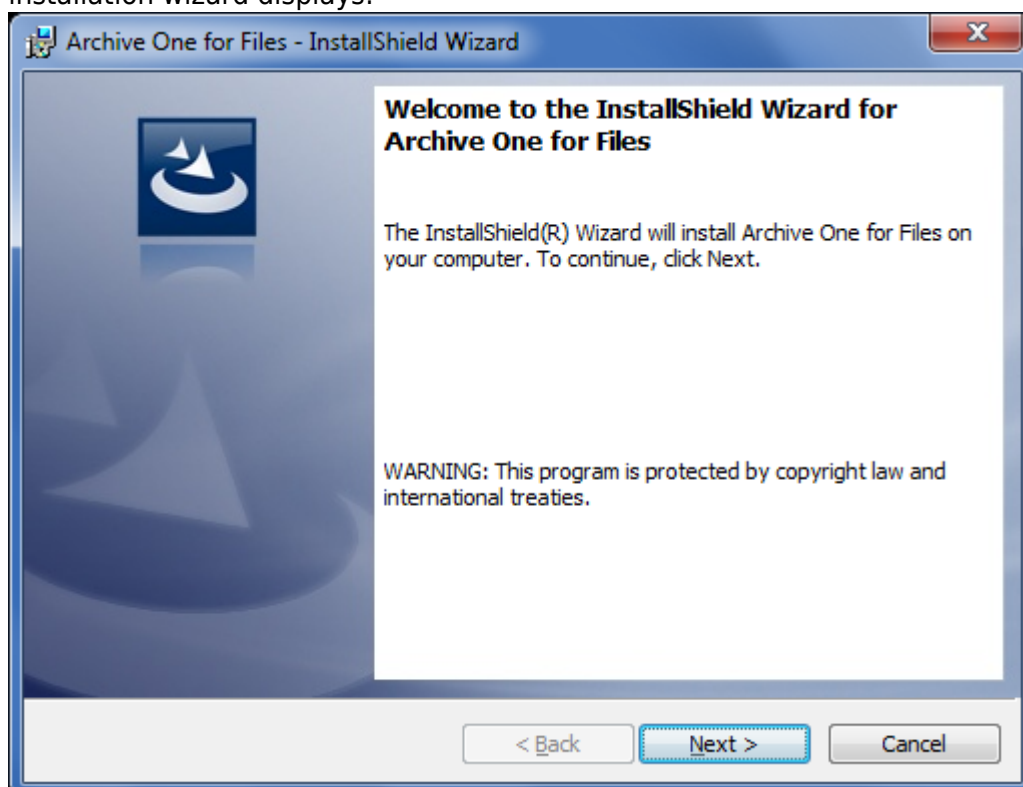 installation wizard displays:
Archive One for Files - InstallShield Wizard
Welcome to the InstallShield Wizard for
Archive One for Files
The InstallShield(R) Wizard will install Archive One for Files on
your computer. To continue, click Next.
WARNING: This program is protected by copyright law and
international treaties.
< Back
Next >
Cancel